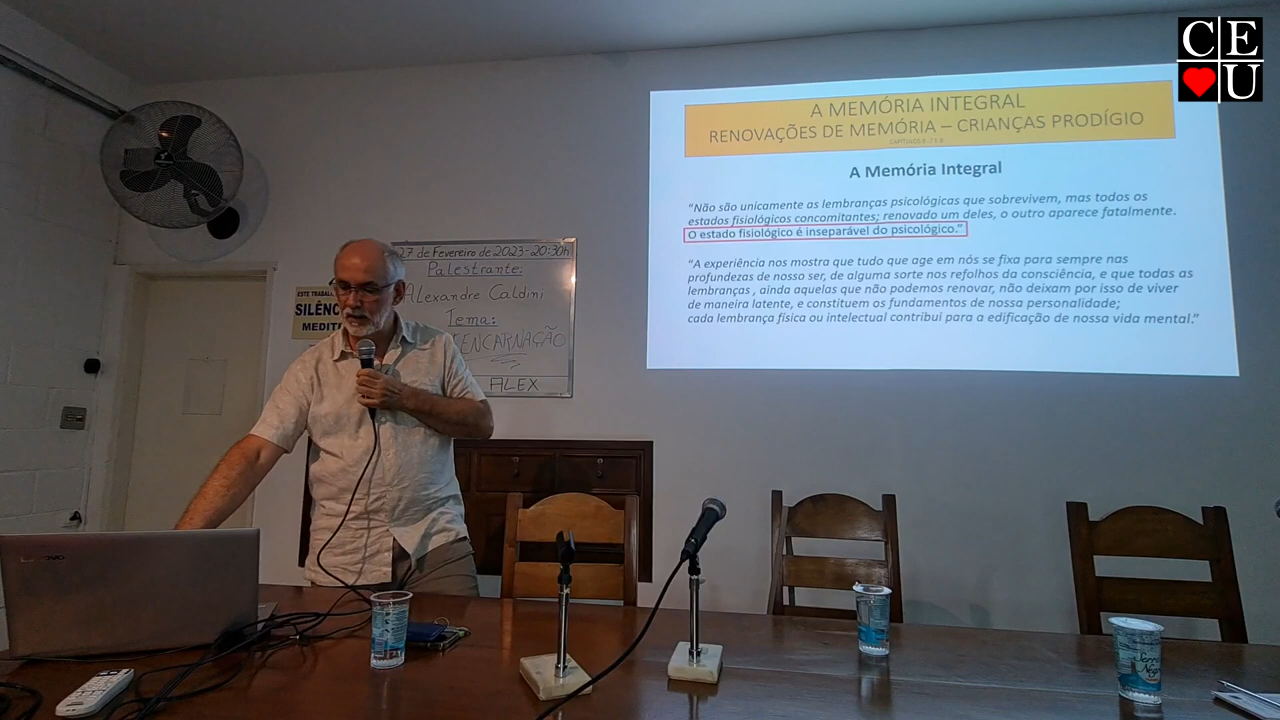 CE
U
A MEMÓRIA INTEGRAL
RENOVAÇÕES DE MEMÓRIA – CRIANÇAS PRODÍGIO
A Memória Integral
“Não são unicamente as lembranças psicológicas que sobrevivem, mas todos os
estados fisiológicos concomitantes; renovado um deles, o outro aparece fatalmente.
O estado fisiológico é inseparável do psicológico.”
“A experiência nos mostra que tudo que age em nós se fixa para sempre nas
profundezas de nosso ser, de alguma sorte nos refolhos da consciência, e que todas as
lembranças , ainda aquelas que não podemos renovar, não deixam por isso de viver
de maneira latente, e constituem os fundamentos de nossa personalidade;
cada lembrança física ou intelectual contribui para a edificação de nossa vida mental.”
27 de Fevereiro de 2023-20:30h
Palestrante:
Alexandre Caldini
Tema:
EENCARNAÇÃO
ALEX
ESTE TRABAL
SILÊNC
MEDIT